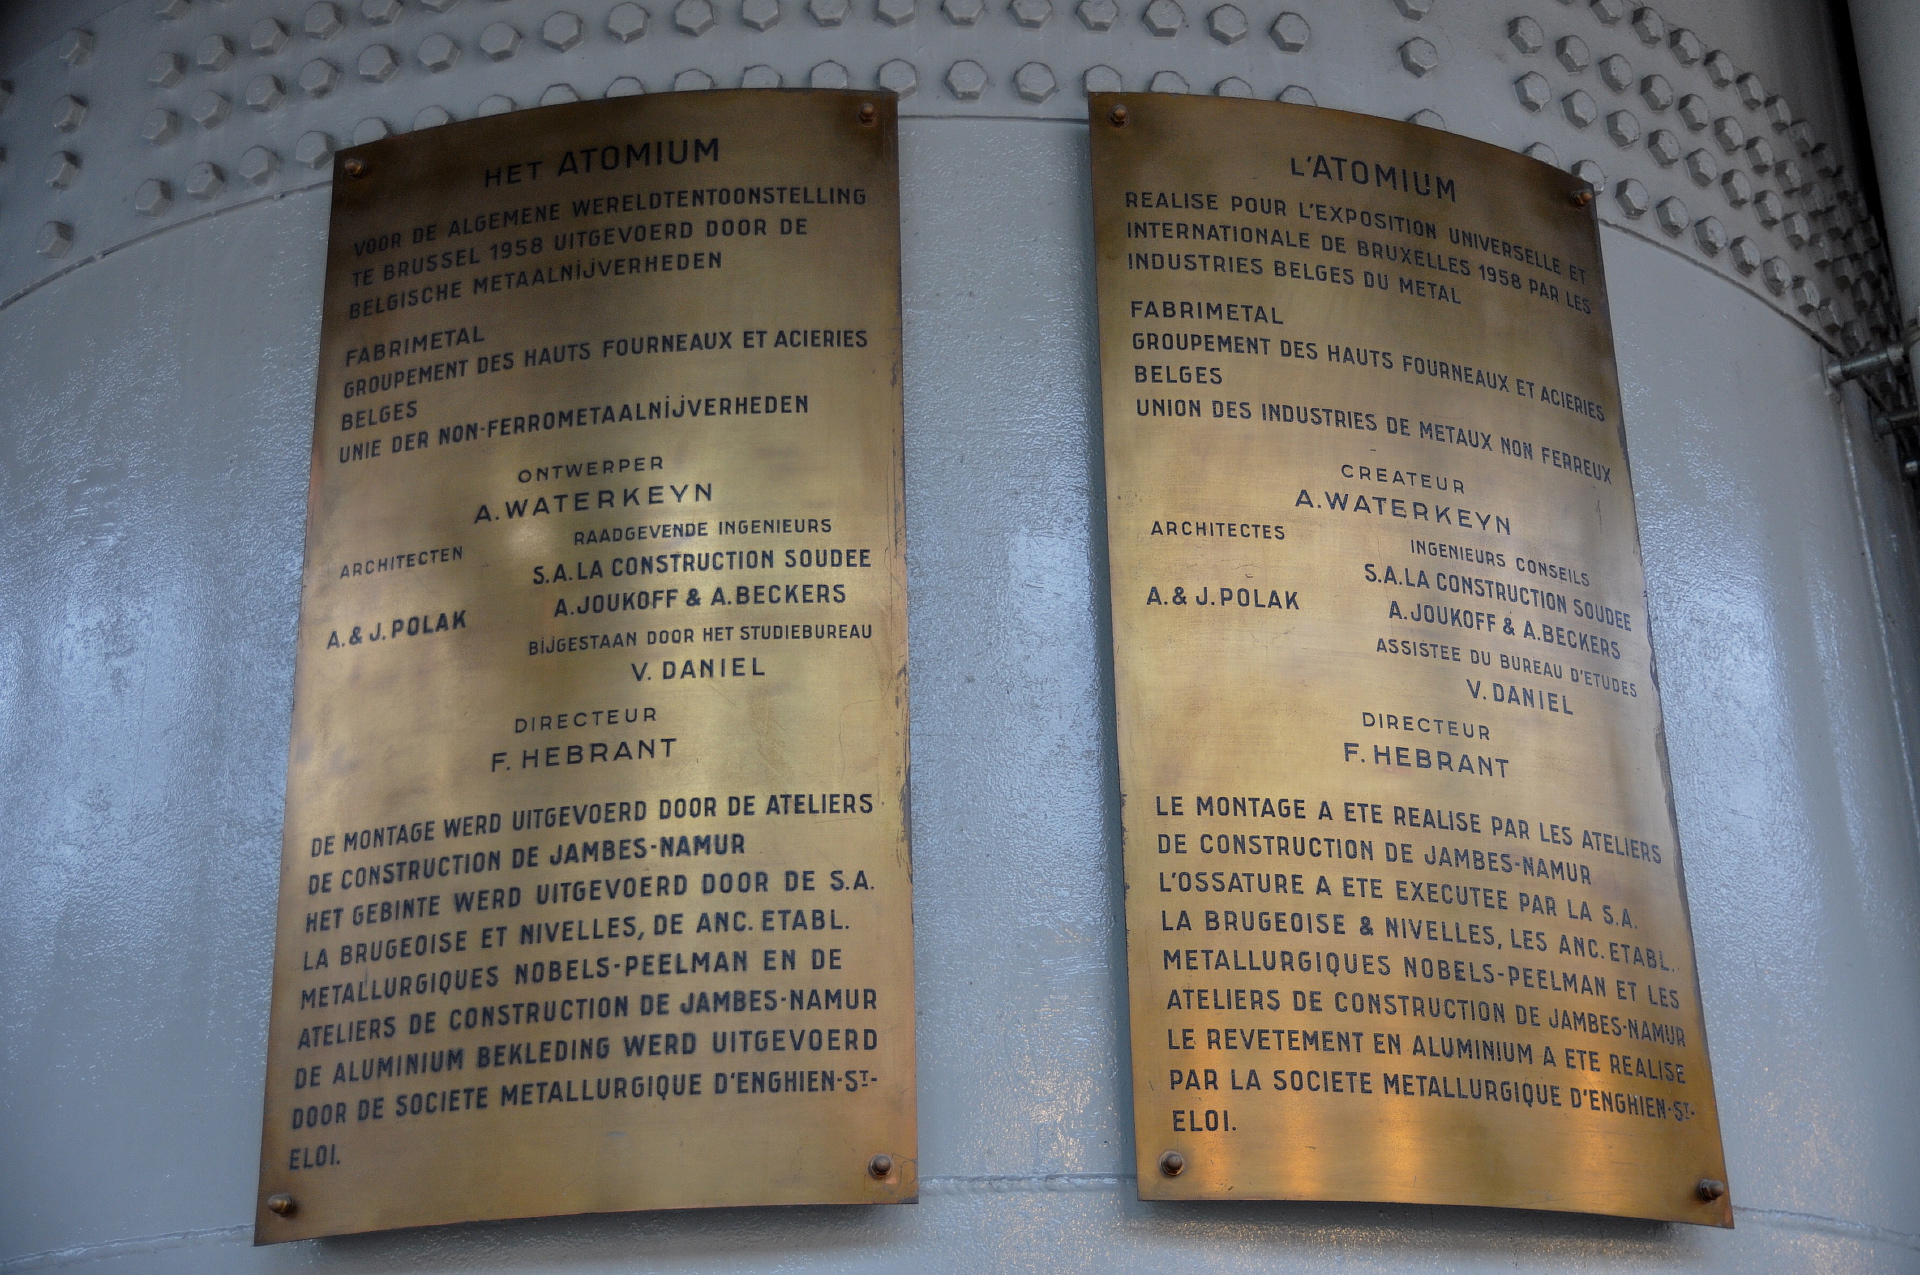 HET ATOMIUM
VOOR DE ALGEMENE WERELDTENTOONSTELLING
TE BRUSSEL 1958 UITGEVOERD DOOR DE
BELGISCHE METAALNIJVERHEDEN
FABRIMETAL
GROUPEMENT DES HAUTS FOURNEAUX ET ACIERIES
BELGES
UNIE DER NON-FERROMETAALNIJVERHEDEN
ONTWERPER
A. WATERKEYN
ARCHITECTEN
A. & J. POLAK
RAADGEVENDE INGENIEURS
S.A. LA CONSTRUCTION SOUDEE
A. JOUKOFF & A. BECKERS
BIJGESTAAN DOOR HET STUDIEBUREAU
V. DANIEL
DIRECTEUR
F. HEBRANT
DE MONTAGE WERD UITGEVOERD DOOR DE ATELIERS
DE CONSTRUCTION DE JAMBES-NAMUR
HET GEBINTE WERD UITGEVOERD DOOR DE S.A.
LA BRUGEOISE ET NIVELLES, DE ANC. ETABL.
METALLURGIQUES NOBELS-PEELMAN EN DE
ATELIERS DE CONSTRUCTION DE JAMBES-NAMUR
DE ALUMINIUM BEKLEDING WERD UITGEVOERD
DOOR DE SOCIETE METALLURGIQUE D'ENGHIEN-ST-
ELOI.
L'ATOMIUM
REALISE POUR L'EXPOSITION UNIVERSELLE ET
INTERNATIONALE DE BRUXELLES 1958 PAR LES
INDUSTRIES BELGES DU METAL
FABRIMETAL
GROUPEMENT DES HAUTS FOURNEAUX ET ACIERIES
BELGES
UNION DES INDUSTRIES DE METAUX NON FERREUX
CREATEUR
A. WATERKEYN
ARCHITECTES
A. & J. POLAK
INGENIEURS CONSEILS
S.A. LA CONSTRUCTION SOUDEE
A. JOUKOFF & A. BECKERS
ASSISTEE DU BUREAU D'ETUDES
V. DANIEL
DIRECTEUR
F. HEBRANT
LE MONTAGE A ETE REALISE PAR LES ATELIERS
DE CONSTRUCTION DE JAMBES-NAMUR
L'OSSATURE A ETE EXECUTEE PAR LA S.A.
LA BRUGEOISE & NIVELLES, LES ANC. ETABL.
METALLURGIQUES NOBELS-PEELMAN ET LES
ATELIERS DE CONSTRUCTION DE JAMBES-NAMUR
LE REVETEMENT EN ALUMINIUM A ETE REALISE
PAR LA SOCIETE METALLURGIQUE D'ENGHIEN-ST-
ELOI.